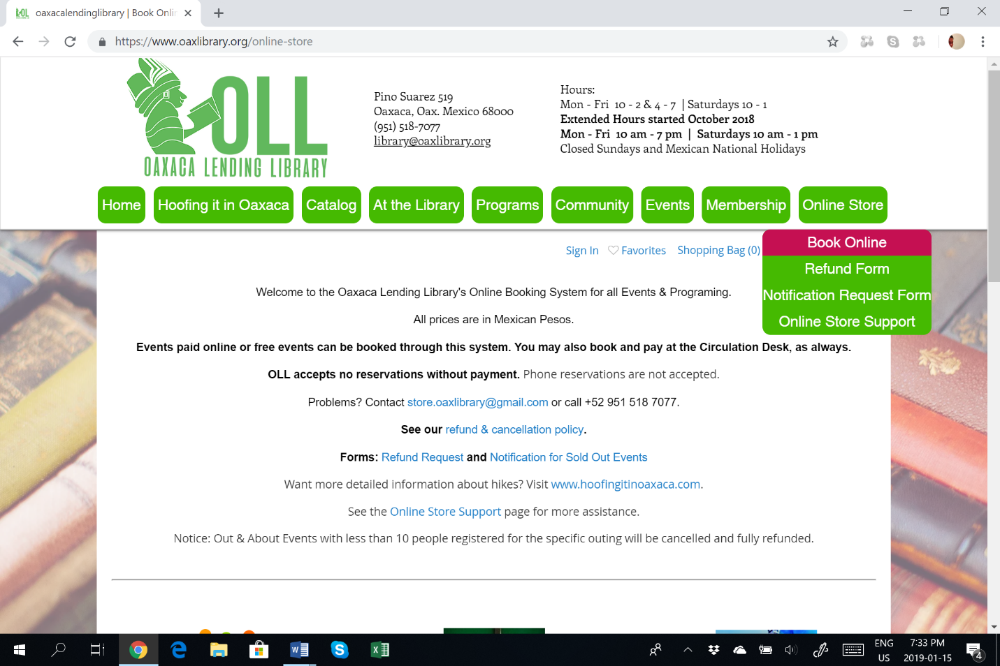 oaxacalendinglibrary | Book Onlin
https://www.oaxlibrary.org/online-store
OLL
OAXACA LENDING LIBRARY
Pino Suarez 519
Oaxaca, Oax. Mexico 68000
(951) 518-7077
library@oaxlibrary.org
Hours:
Mon - Fri 10 - 2 & 4 - 7 | Saturdays 10 - 1
Extended Hours started October 2018
Mon - Fri 10 am - 7 pm | Saturdays 10 am - 1 pm
Closed Sundays and Mexican National Holidays
Home Hoofing it in Oaxaca Catalog At the Library Programs Community Events Membership Online Store
Book Online
Refund Form
Notification Request Form
Online Store Support
Sign In Favorites Shopping Bag (0)
Welcome to the Oaxaca Lending Library's Online Booking System for all Events & Programing.
All prices are in Mexican Pesos.
Events paid online or free events can be booked through this system. You may also book and pay at the Circulation Desk, as always.
OLL accepts no reservations without payment. Phone reservations are not accepted.
Problems? Contact store.oaxlibrary@gmail.com or call +52 951 518 7077.
See our refund & cancellation policy.
Forms: Refund Request and Notification for Sold Out Events
Want more detailed information about hikes? Visit www.hoofingitinoaxaca.com.
See the Online Store Support page for more assistance.
Notice: Out & About Events with less than 10 people registered for the specific outing will be cancelled and fully refunded.
ENG
US
7:33 PM
2019-01-15
4